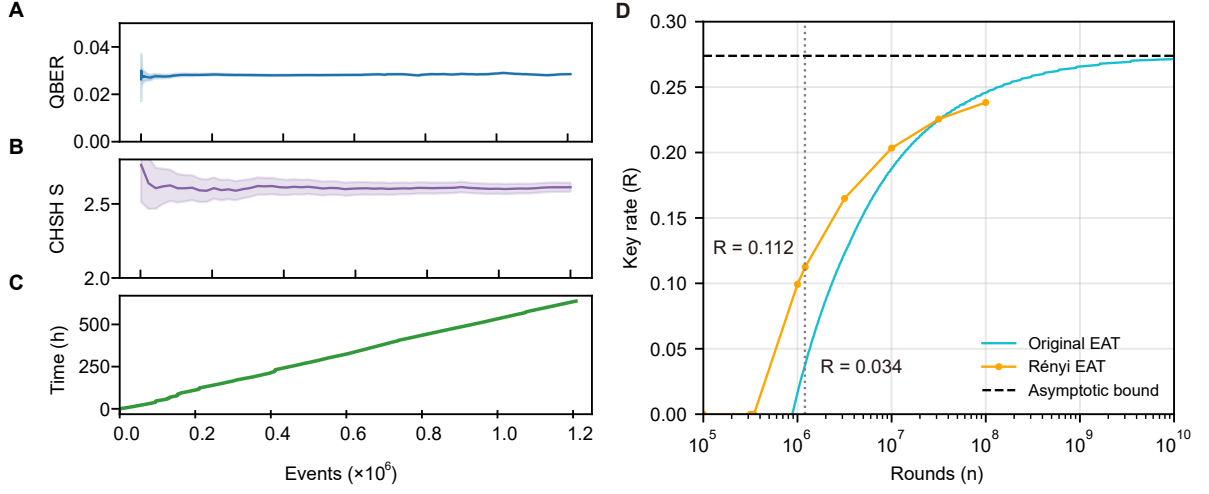 A
QBER
0.04
0.02
0.00
B
CHSH S
2.5
2.0
C
Time (h)
500
250
0
0.0 0.2 0.4 0.6 0.8 1.0 1.2
Events (×10⁶)
D
Key rate (R)
0.30
0.25
0.20
0.15
0.10
0.05
0.00
R = 0.112
R = 0.034
Original EAT
Rényi EAT
Asymptotic bound
10⁵ 10⁶ 10⁷ 10⁸ 10⁹ 10¹⁰
Rounds (n)